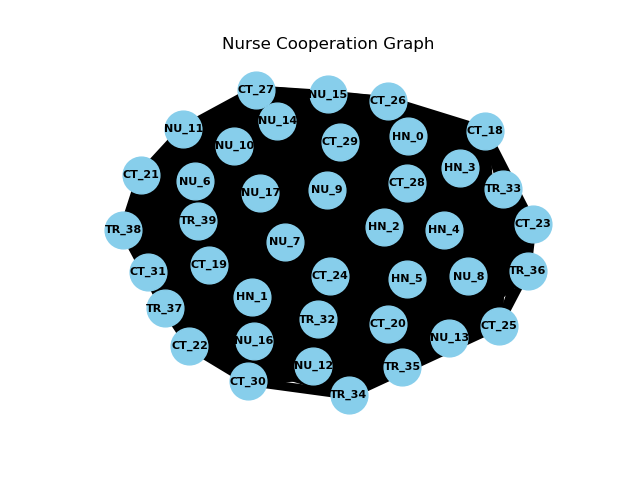 Nurse Cooperation Graph
CT_27
NU_15
CT_26
NU_14
NU_11
CT_18
HN_0
CT_29
NU_10
HN_3
CT_21
NU_6
CT_28
TR_33
NU_9
NU_17
TR_39
CT_23
HN_2
TR_38
HN_4
NU_7
CT_19
CT_31
TR_36
CT_24
NU_8
HN_5
HN_1
TR_37
TR_32
CT_20
CT_25
NU_13
NU_16
CT_22
NU_12
TR_35
CT_30
TR_34